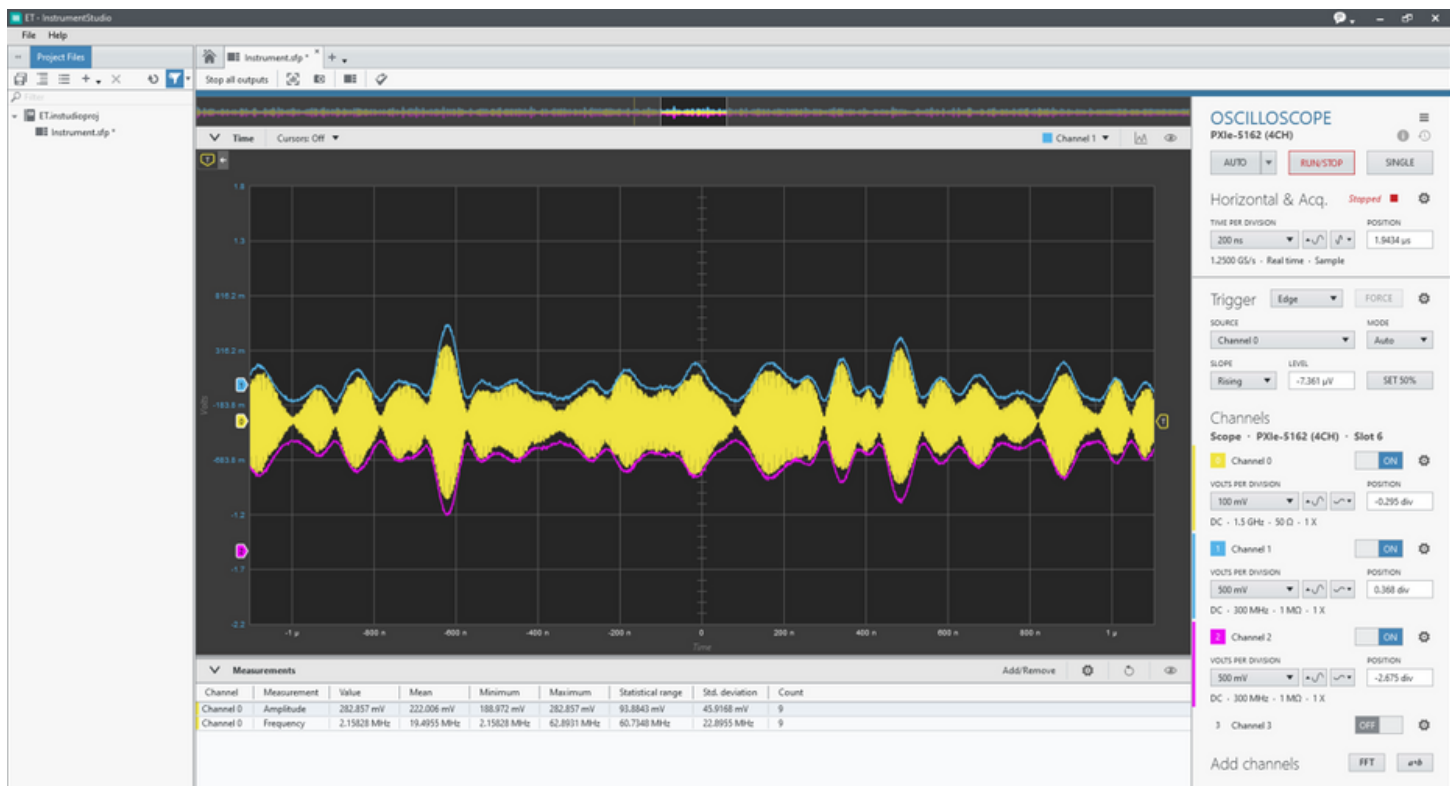 ET - InstrumentStudio
File Help
Project Files
Instrument.sfp *
Stop all outputs
Filter
ET.instudioproj
Instrument.sfp *
Time Cursors: Off Channel 1
T
1.8
1.3
816.2 m
316.2 m
-183.8 m
-683.8 m
-1.2
-1.7
-2.2
Volts
1
0
2
T
-1 µ -800 n -600 n -400 n -200 n 0 200 n 400 n 600 n 800 n 1 µ
Time
Measurements Add/Remove
Channel Measurement Value Mean Minimum Maximum Statistical range Std. deviation Count
Channel 0 Amplitude 282.857 mV 222.006 mV 188.972 mV 282.857 mV 93.8843 mV 45.9168 mV 9
Channel 0 Frequency 2.15828 MHz 19.4955 MHz 2.15828 MHz 62.8931 MHz 60.7348 MHz 22.8955 MHz 9
OSCILLOSCOPE
PXIe-5162 (4CH)
AUTO RUN/STOP SINGLE
Horizontal & Acq. Stopped
TIME PER DIVISION POSITION
200 ns 1.9434 µs
1.2500 GS/s - Real time - Sample
Trigger Edge FORCE
SOURCE MODE
Channel 0 Auto
SLOPE LEVEL
Rising -7.361 µV SET 50%
Channels
Scope · PXIe-5162 (4CH) · Slot 6
0 Channel 0 ON
VOLTS PER DIVISION POSITION
100 mV -0.295 div
DC - 1.5 GHz - 50 Ω - 1 X
1 Channel 1 ON
VOLTS PER DIVISION POSITION
500 mV 0.368 div
DC - 300 MHz - 1 MΩ - 1 X
2 Channel 2 ON
VOLTS PER DIVISION POSITION
500 mV -2.675 div
DC - 300 MHz - 1 MΩ - 1 X
3 Channel 3 OFF
Add channels FFT a+b